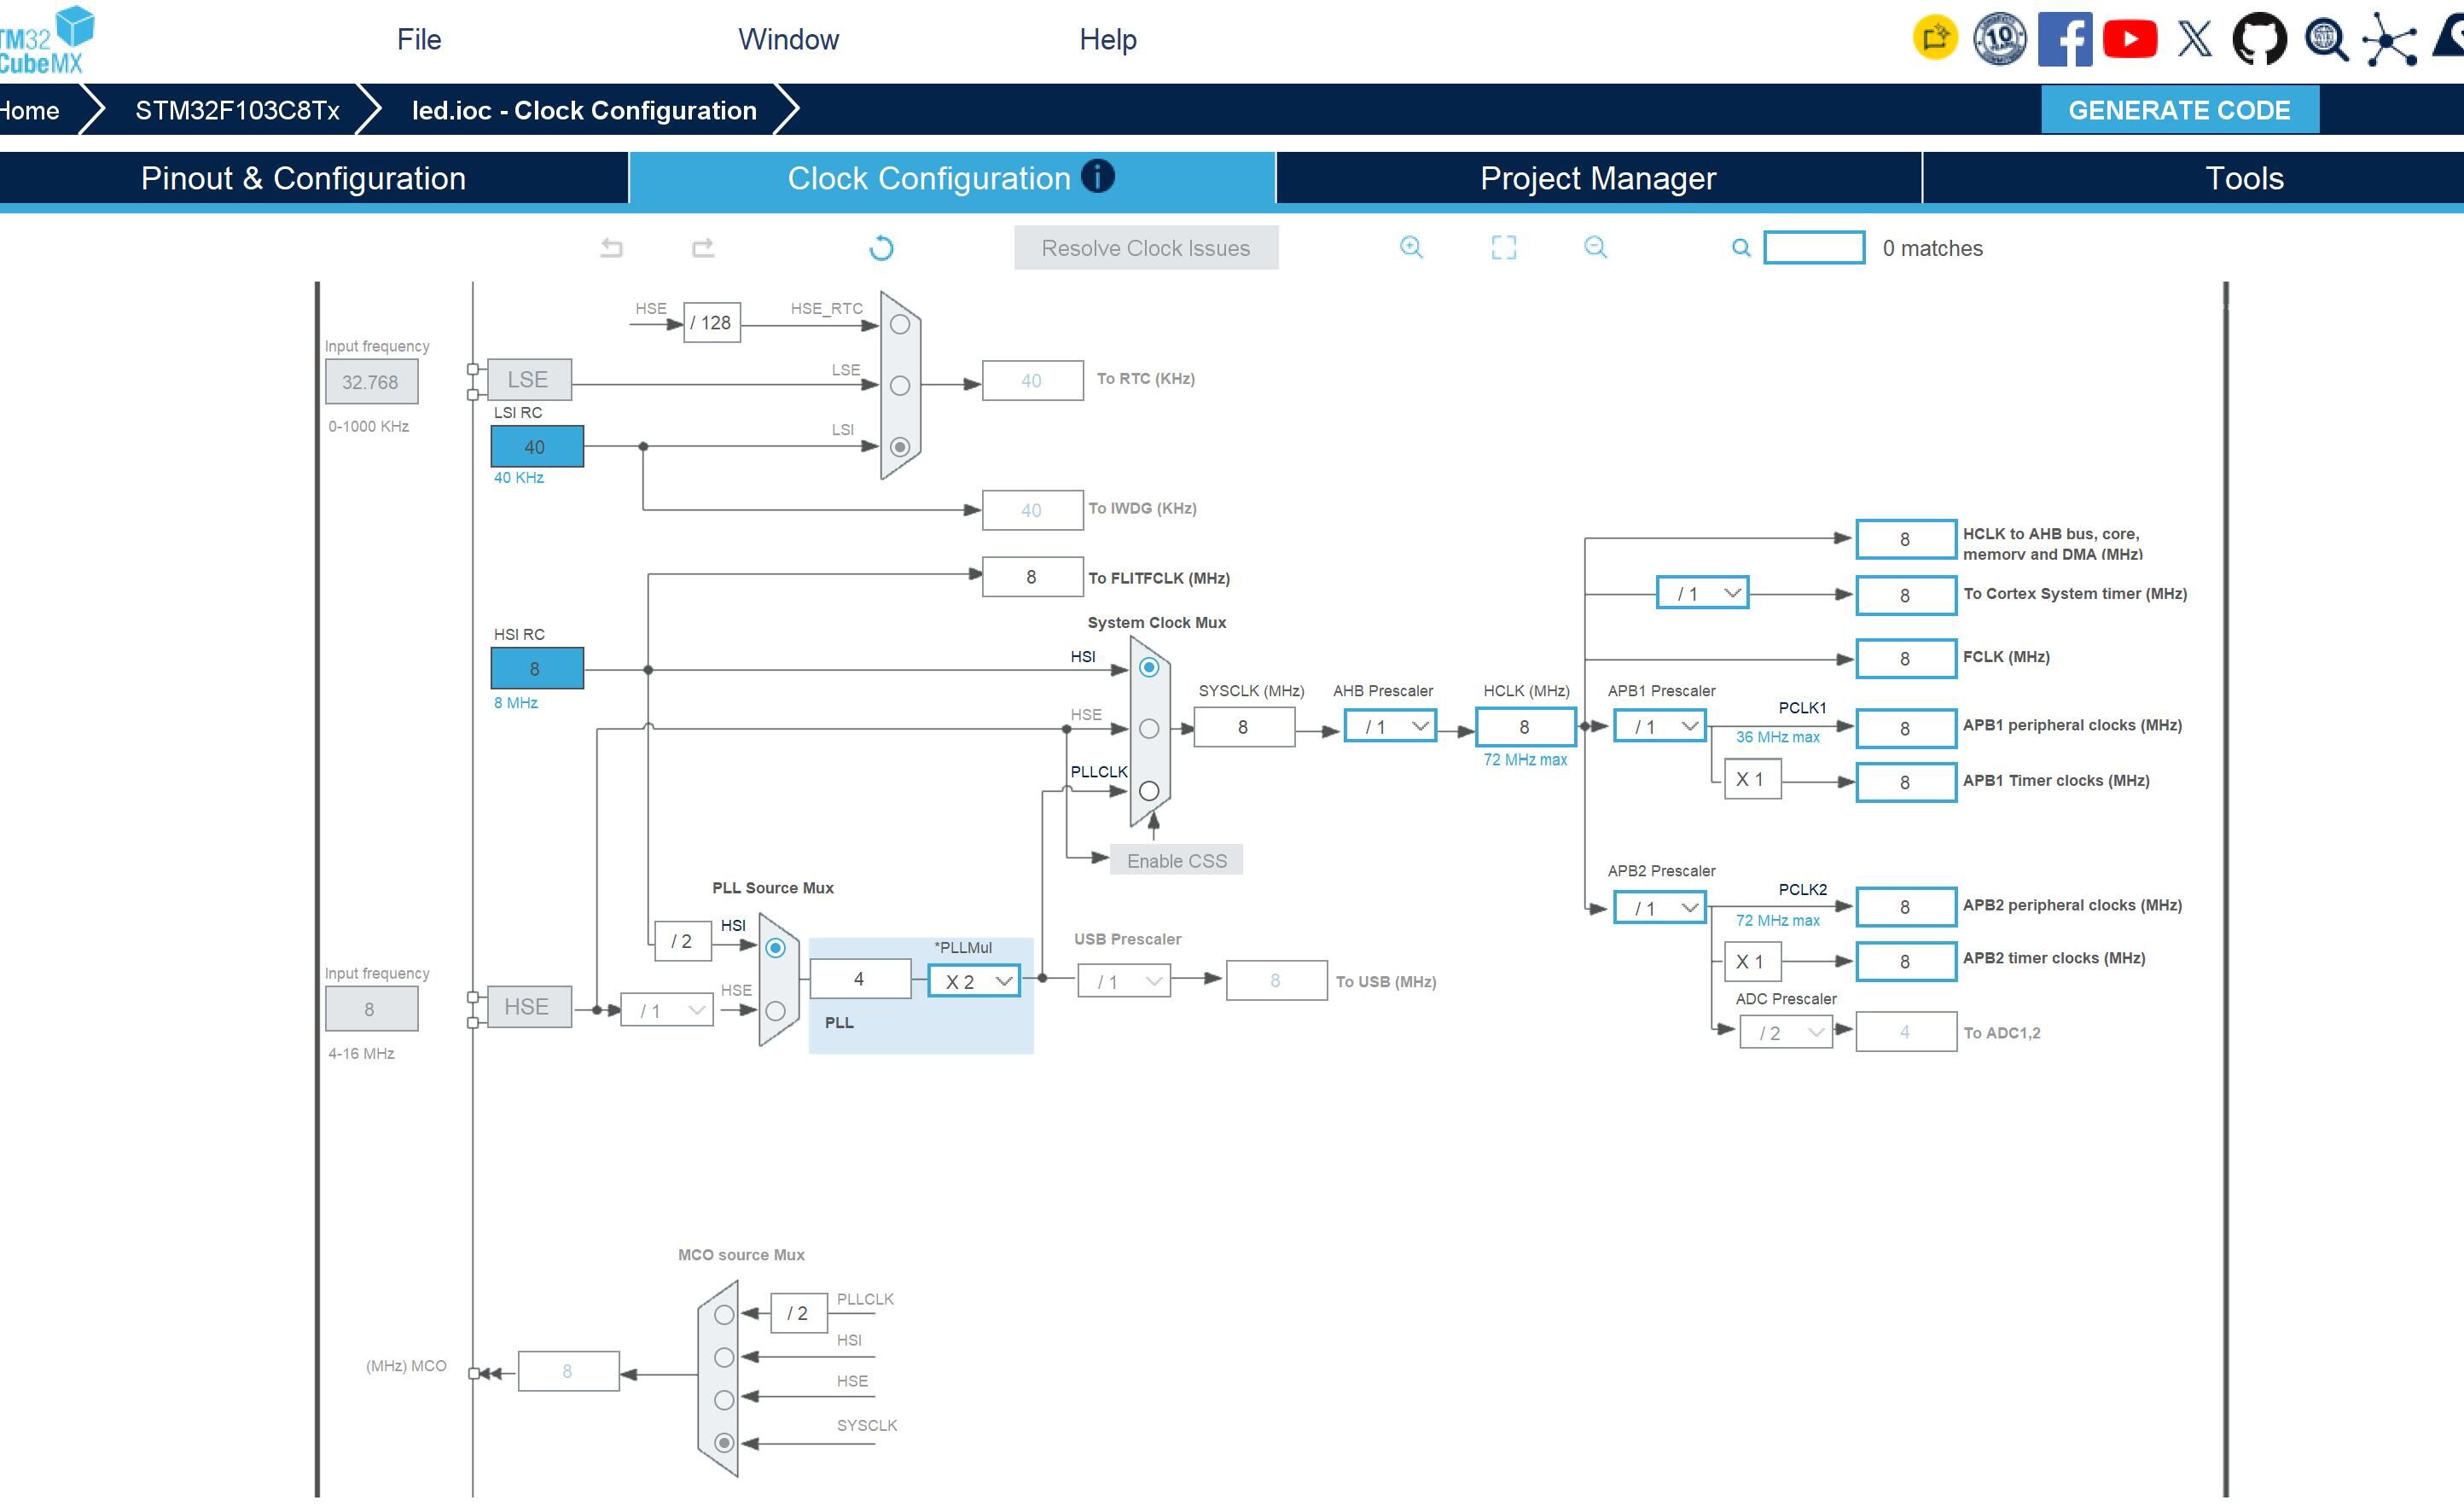 TM32
CubeMX
File
Window
Help
10
YEARS
Home
STM32F103C8Tx
led.ioc - Clock Configuration
GENERATE CODE
Pinout & Configuration
Clock Configuration
Project Manager
Tools
Resolve Clock Issues
0 matches
HSE
/ 128
HSE_RTC
Input frequency
32.768
0-1000 KHz
LSE
LSE
40
To RTC (KHz)
LSI RC
40
40 KHz
LSI
40
To IWDG (KHz)
8
To FLITFCLK (MHz)
HCLK to AHB bus, core,
memory and DMA (MHz)
8
/ 1
8
To Cortex System timer (MHz)
System Clock Mux
HSI RC
8
8 MHz
HSI
8
FCLK (MHz)
HSE
SYSCLK (MHz)
8
AHB Prescaler
/ 1
HCLK (MHz)
8
72 MHz max
APB1 Prescaler
/ 1
PCLK1
36 MHz max
8
APB1 peripheral clocks (MHz)
PLLCLK
X 1
8
APB1 Timer clocks (MHz)
Enable CSS
PLL Source Mux
APB2 Prescaler
/ 1
PCLK2
72 MHz max
8
APB2 peripheral clocks (MHz)
/ 2
HSI
*PLLMul
4
X 2
PLL
USB Prescaler
/ 1
8
To USB (MHz)
X 1
8
APB2 timer clocks (MHz)
Input frequency
8
4-16 MHz
HSE
/ 1
HSE
ADC Prescaler
/ 2
4
To ADC1,2
MCO source Mux
/ 2
PLLCLK
HSI
(MHz) MCO
8
HSE
SYSCLK